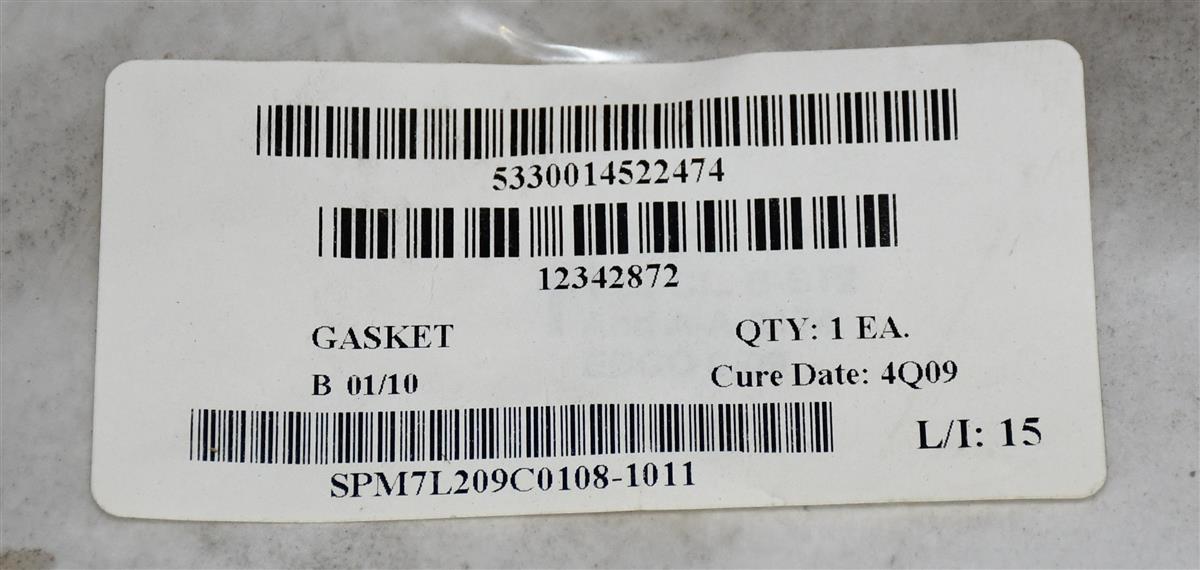 5330014522474
12342872
GASKET
QTY: 1 EA.
B 01/10
Cure Date: 4Q09
L/I: 15
SPM7L209C0108-1011